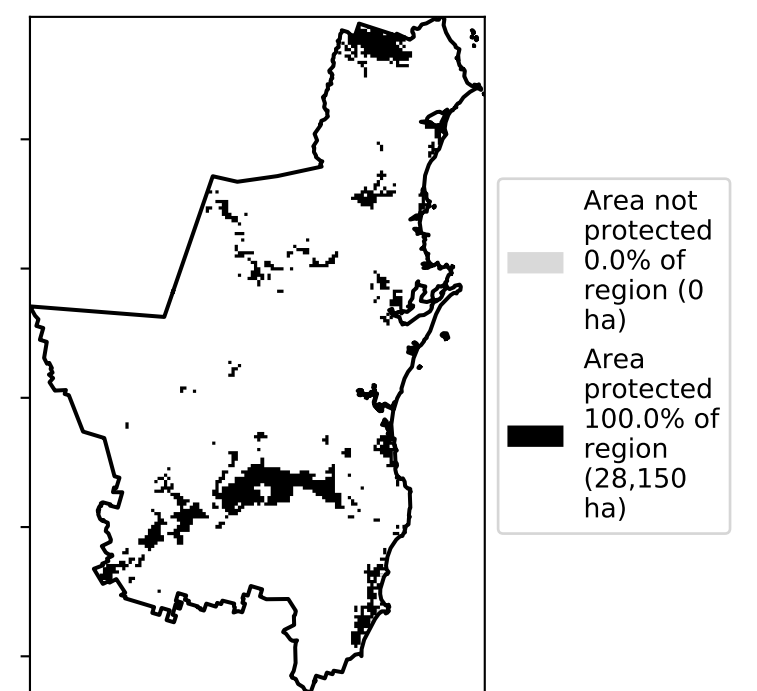 Area not
protected
0.0% of
region (0
ha)
Area
protected
100.0% of
region
(28,150
ha)